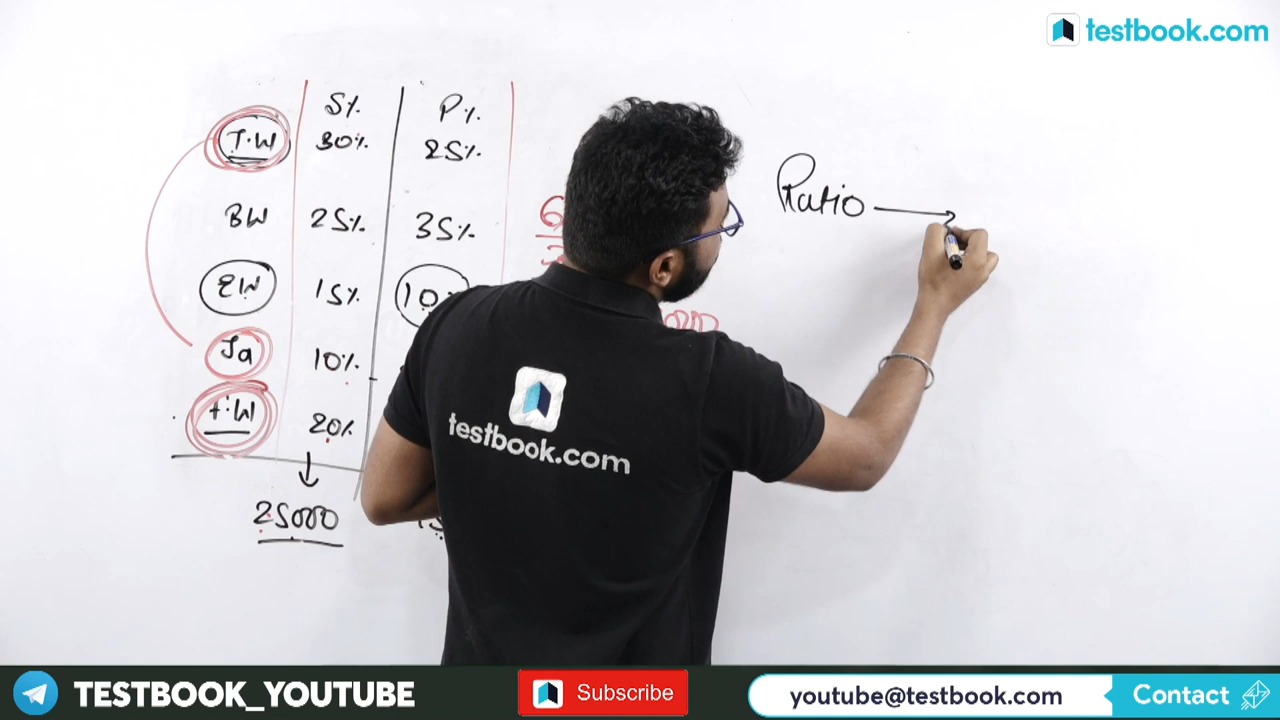 testbook.com
S% P%
T.W 30% 25%
BW 25% 35%
EW 15% 10%
Ja 10%
20%
25000
Ratio
testbook.com
TESTBOOK_YOUTUBE
Subscribe
youtube@testbook.com
Contact